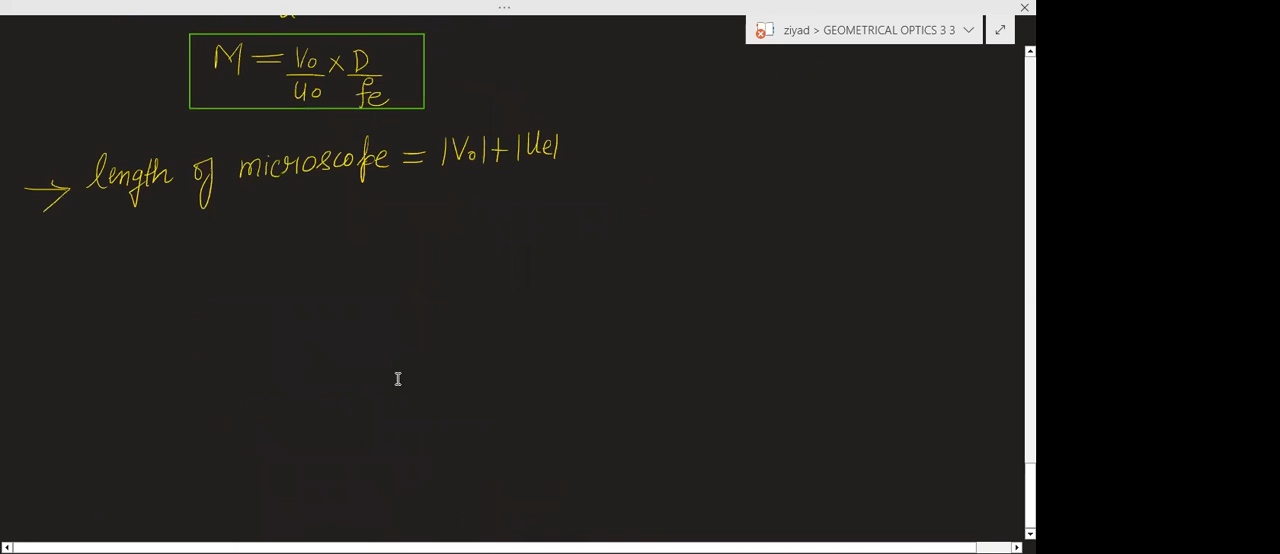 ziyad > GEOMETRICAL OPTICS 3 3
M = Vo/uo × D/fe
→ length of microscope = |Vo| + |Ue|